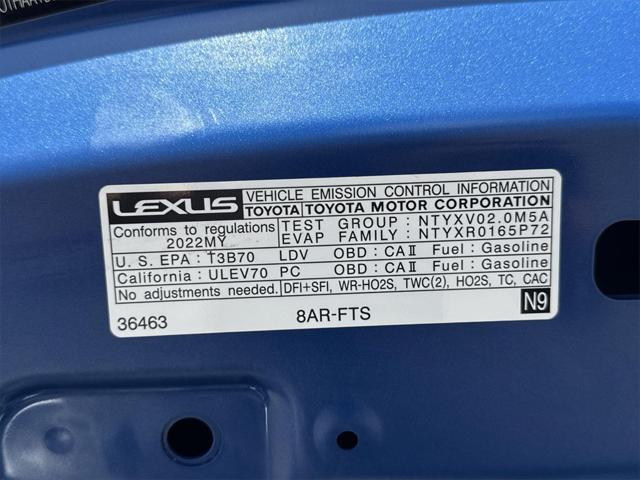 LEXUS VEHICLE EMISSION CONTROL INFORMATION
TOYOTA TOYOTA MOTOR CORPORATION
Conforms to regulations TEST GROUP : NTYXV02.0M5A
2022MY EVAP FAMILY : NTYXR0165P72
U. S. EPA : T3B70 LDV OBD : CAⅡ Fuel : Gasoline
California : ULEV70 PC OBD : CAⅡ Fuel : Gasoline
No adjustments needed. DFI+SFI, WR-HO2S, TWC(2), HO2S, TC, CAC
36463 8AR-FTS N9